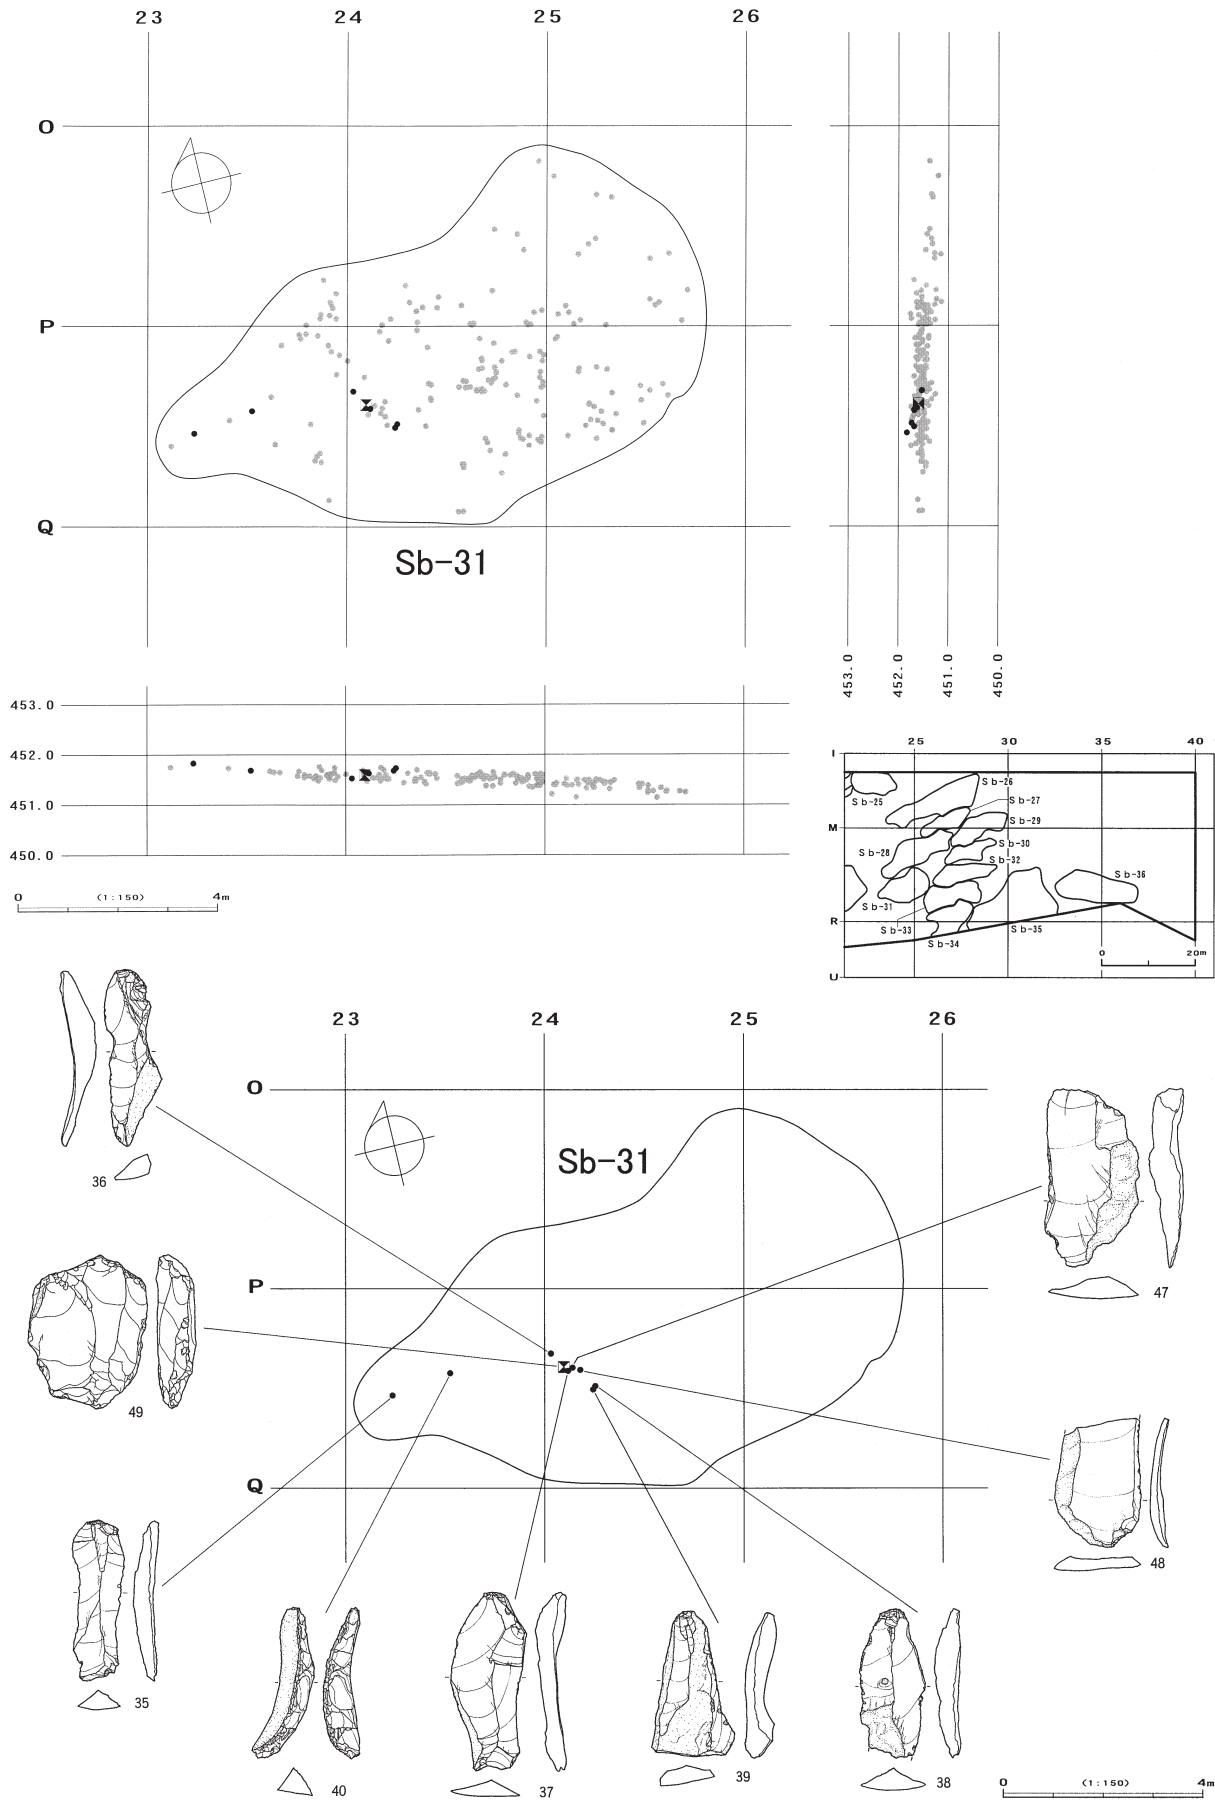 23 24 25 26
O
P
Q
Sb-31
453.0 452.0 451.0 450.0
453.0
452.0
451.0
450.0
0 (1:150) 4m
25 30 35 40
I
M
R
U
Sb-25
Sb-26
Sb-27
Sb-29
Sb-28
Sb-30
Sb-32
Sb-36
Sb-31
Sb-33
Sb-34
Sb-35
0 20m
23 24 25 26
O
P
Q
Sb-31
36
49
35
40
37
39
38
47
48
0 (1:150) 4m